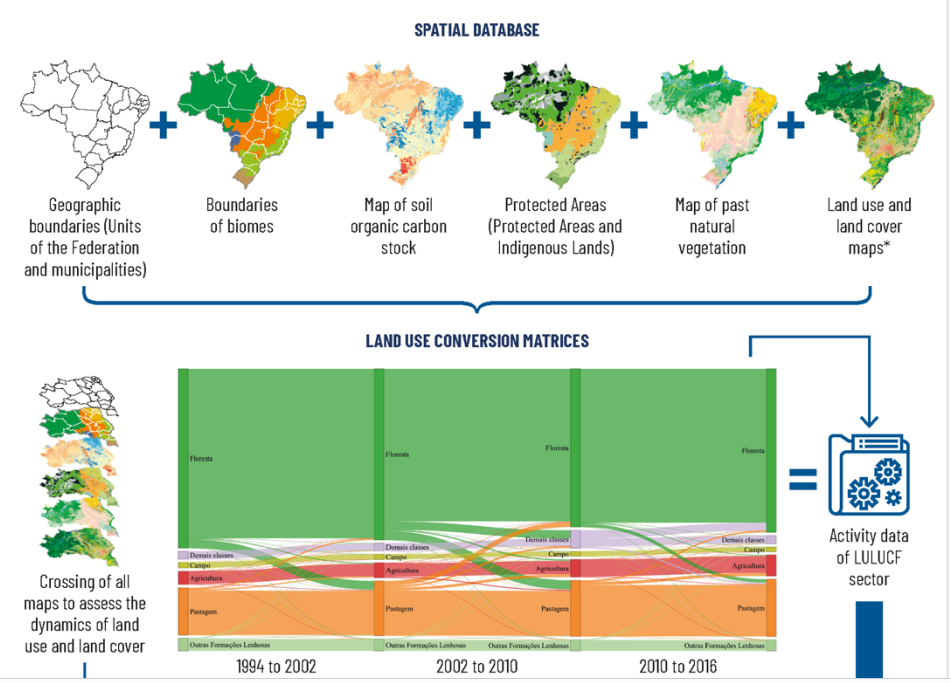 SPATIAL DATABASE
Geographic
boundaries (Units
of the Federation
and municipalities)
Boundaries
of biomes
Map of soil
organic carbon
stock
Protected Areas
(Protected Areas and
Indigenous Lands)
Map of past
natural
vegetation
Land use and
land cover
maps*
LAND USE CONVERSION MATRICES
Crossing of all
maps to assess the
dynamics of land
use and land cover
Floresta
Demais classes
Campo
Agricultura
Pastagem
Outras Formações Lenhosas
Floresta
Demais classes
Campo
Agricultura
Pastagem
Outras Formações Lenhosas
Floresta
Demais classes
Campo
Agricultura
Pastagem
Outras Formações Lenhosas
Floresta
Demais classes
Campo
Agricultura
Pastagem
Outras Formações Lenhosas
1994 to 2002
2002 to 2010
2010 to 2016
Activity data
of LULUCF
sector